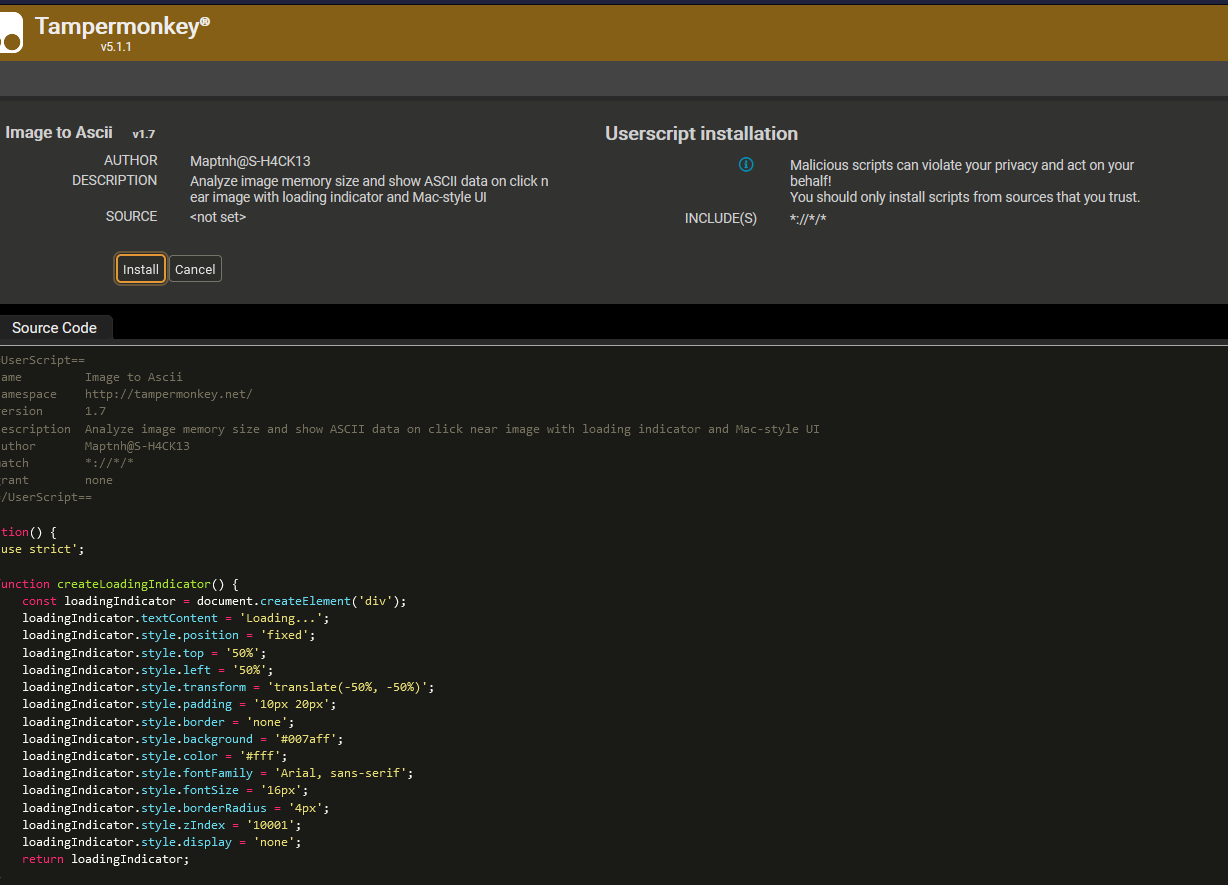 Tampermonkey®
v5.1.1
Image to Ascii v1.7
AUTHOR Maptnh@S-H4CK13
DESCRIPTION Analyze image memory size and show ASCII data on click n
ear image with loading indicator and Mac-style UI
SOURCE <not set>
Install Cancel
Userscript installation
Malicious scripts can violate your privacy and act on your
behalf!
You should only install scripts from sources that you trust.
INCLUDE(S) *://*/*
Source Code
UserScript==
ame Image to Ascii
amespace http://tampermonkey.net/
ersion 1.7
escription Analyze image memory size and show ASCII data on click near image with loading indicator and Mac-style UI
uthor Maptnh@S-H4CK13
atch *://*/*
rant none
/UserScript==
tion() {
use strict';
unction createLoadingIndicator() {
const loadingIndicator = document.createElement('div');
loadingIndicator.textContent = 'Loading...';
loadingIndicator.style.position = 'fixed';
loadingIndicator.style.top = '50%';
loadingIndicator.style.left = '50%';
loadingIndicator.style.transform = 'translate(-50%, -50%)';
loadingIndicator.style.padding = '10px 20px';
loadingIndicator.style.border = 'none';
loadingIndicator.style.background = '#007aff';
loadingIndicator.style.color = '#fff';
loadingIndicator.style.fontFamily = 'Arial, sans-serif';
loadingIndicator.style.fontSize = '16px';
loadingIndicator.style.borderRadius = '4px';
loadingIndicator.style.zIndex = '10001';
loadingIndicator.style.display = 'none';
return loadingIndicator;